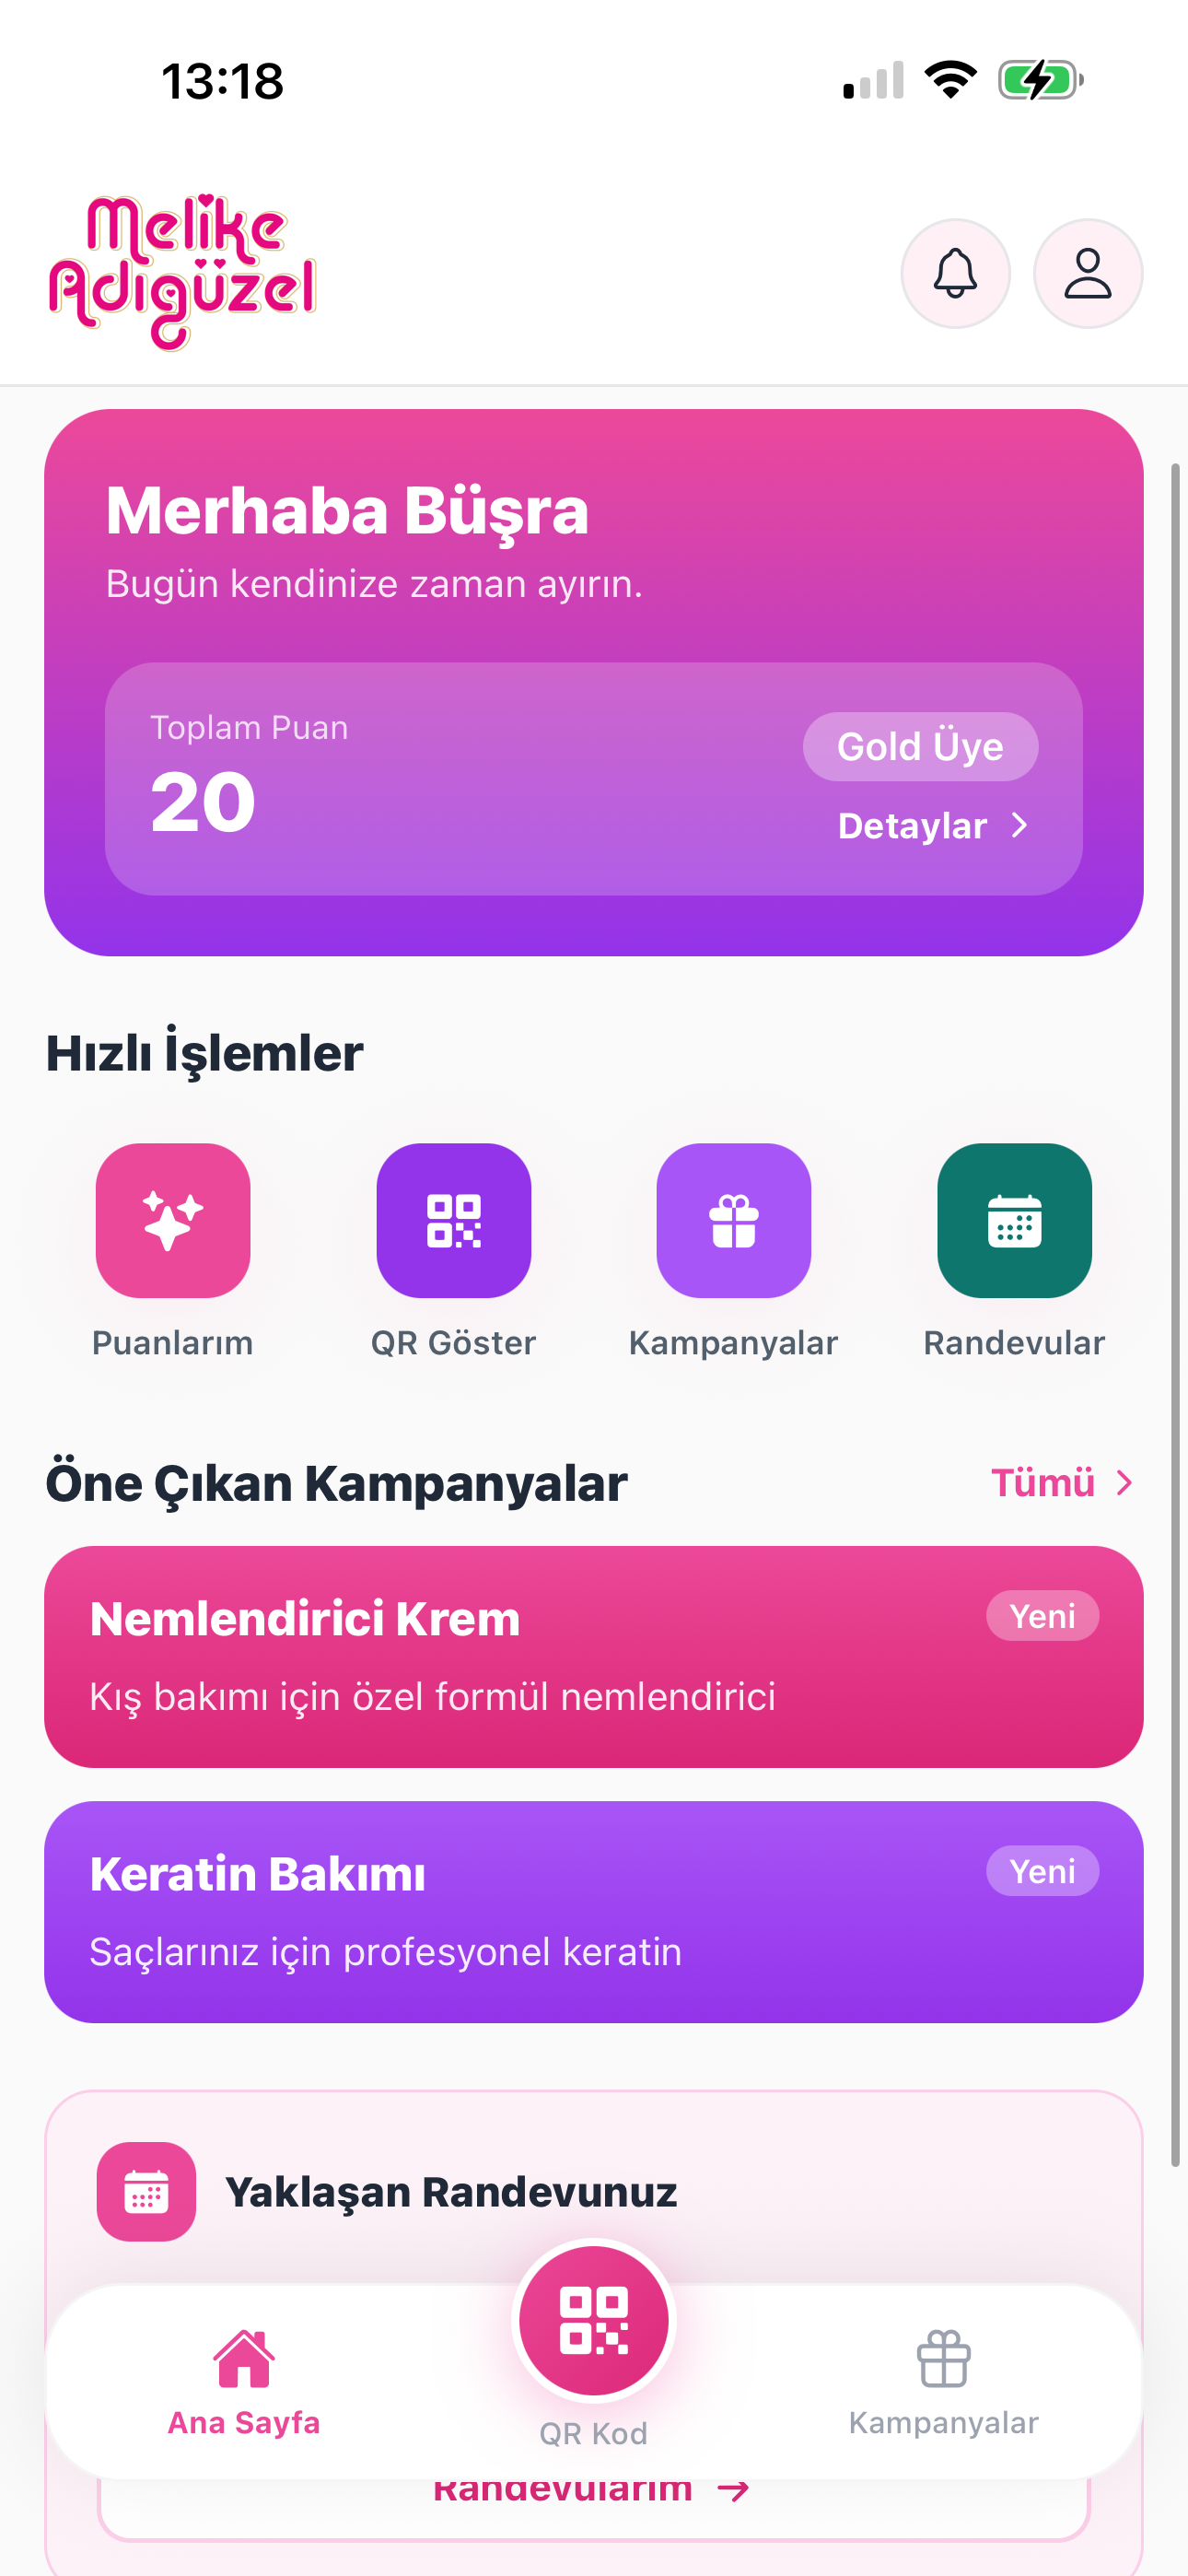 13:18
Melike
Adıgüzel
Merhaba Büşra
Bugün kendinize zaman ayırın.
Toplam Puan
20
Gold Üye
Detaylar
Hızlı İşlemler
Puanlarım
QR Göster
Kampanyalar
Randevular
Öne Çıkan Kampanyalar
Tümü
Nemlendirici Krem
Yeni
Kış bakımı için özel formül nemlendirici
Keratin Bakımı
Yeni
Saçlarınız için profesyonel keratin
Yaklaşan Randevunuz
Ana Sayfa
QR Kod
Kampanyalar
Randevularım →